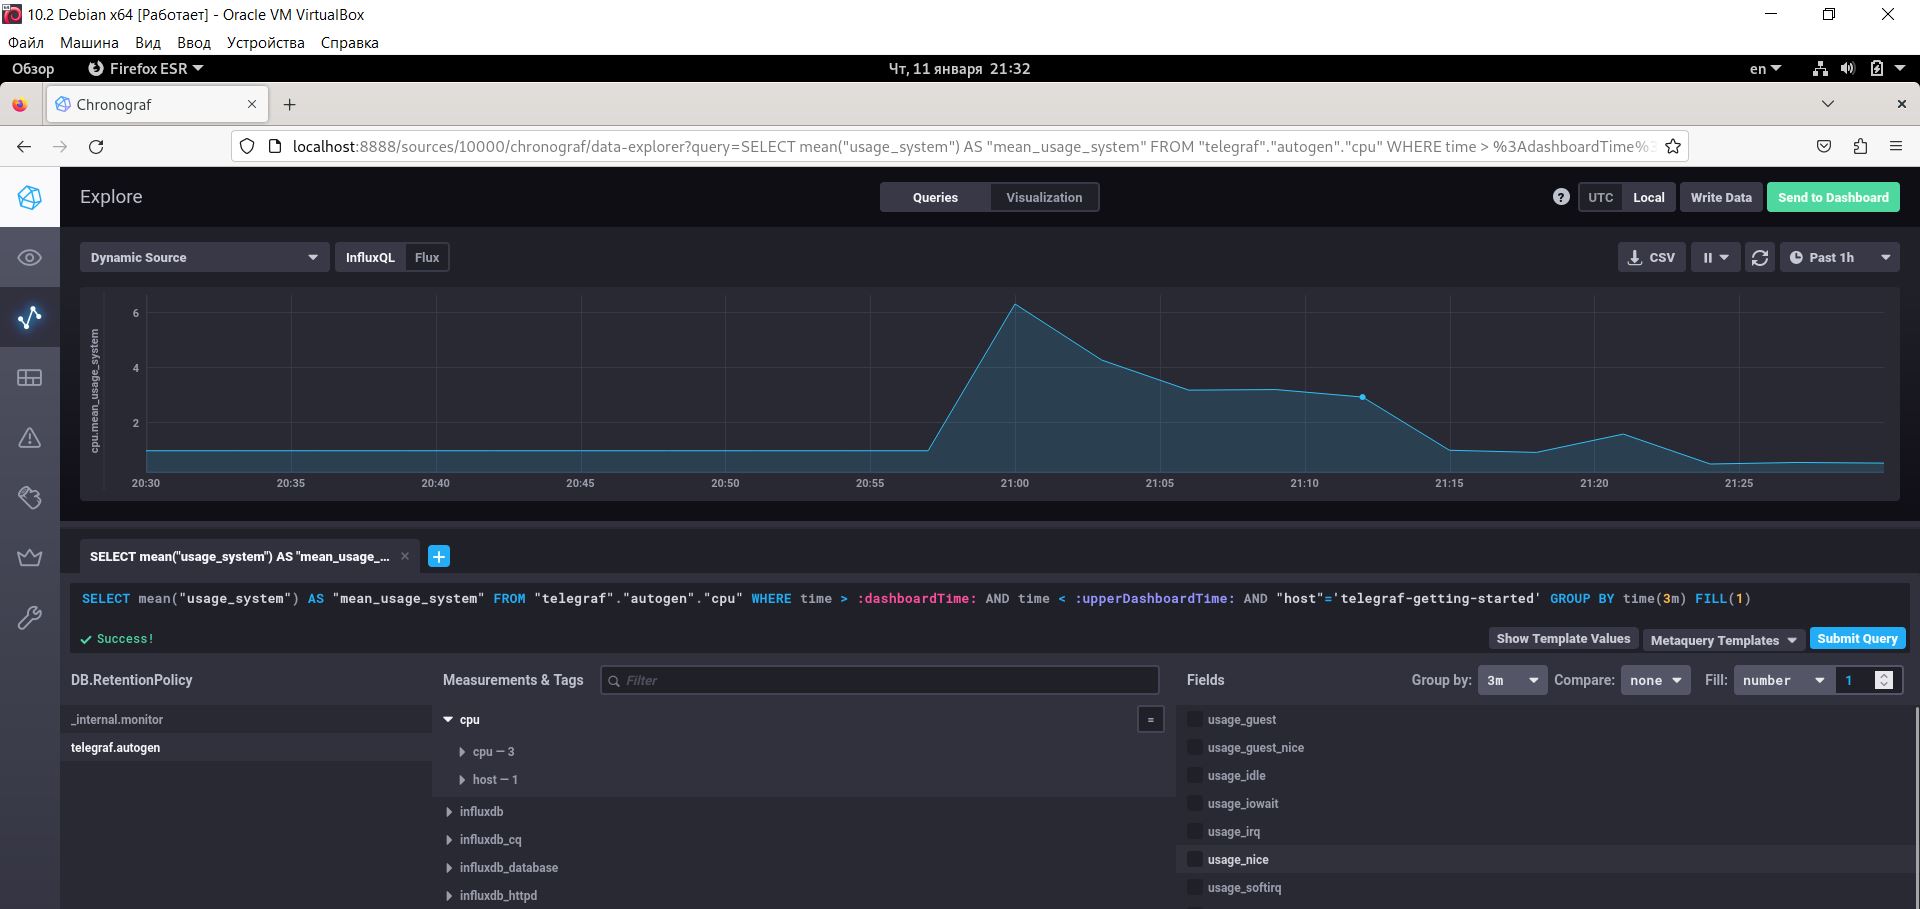 10.2 Debian x64 [Работает] - Oracle VM VirtualBox
Файл Машина Вид Ввод Устройства Справка
Обзор Firefox ESR Чт, 11 января 21:32 en
Chronograf
localhost:8888/sources/10000/chronograf/data-explorer?query=SELECT mean("usage_system") AS "mean_usage_system" FROM "telegraf"."autogen"."cpu" WHERE time > %3AdashboardTime%3
Explore Queries Visualization ? UTC Local Write Data Send to Dashboard
Dynamic Source InfluxQL Flux CSV Past 1h
cpu.mean_usage_system
6
4
2
20:30 20:35 20:40 20:45 20:50 20:55 21:00 21:05 21:10 21:15 21:20 21:25
SELECT mean("usage_system") AS "mean_usage_... +
SELECT mean("usage_system") AS "mean_usage_system" FROM "telegraf"."autogen"."cpu" WHERE time > :dashboardTime: AND time < :upperDashboardTime: AND "host"='telegraf-getting-started' GROUP BY time(3m) FILL(1)
Success! Show Template Values Metaquery Templates Submit Query
DB.RetentionPolicy Measurements & Tags Filter Fields Group by: 3m Compare: none Fill: number 1
_internal.monitor
telegraf.autogen
cpu =
cpu — 3
host — 1
influxdb
influxdb_cq
influxdb_database
influxdb_httpd
usage_guest
usage_guest_nice
usage_idle
usage_iowait
usage_irq
usage_nice
usage_softirq